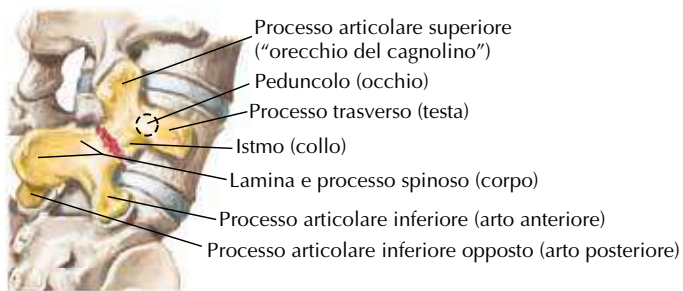 Processo articolare superiore
(“orecchio del cagnolino”)
Peduncolo (occhio)
Processo trasverso (testa)
Istmo (collo)
Lamina e processo spinoso (corpo)
Processo articolare inferiore (arto anteriore)
Processo articolare inferiore opposto (arto posteriore)